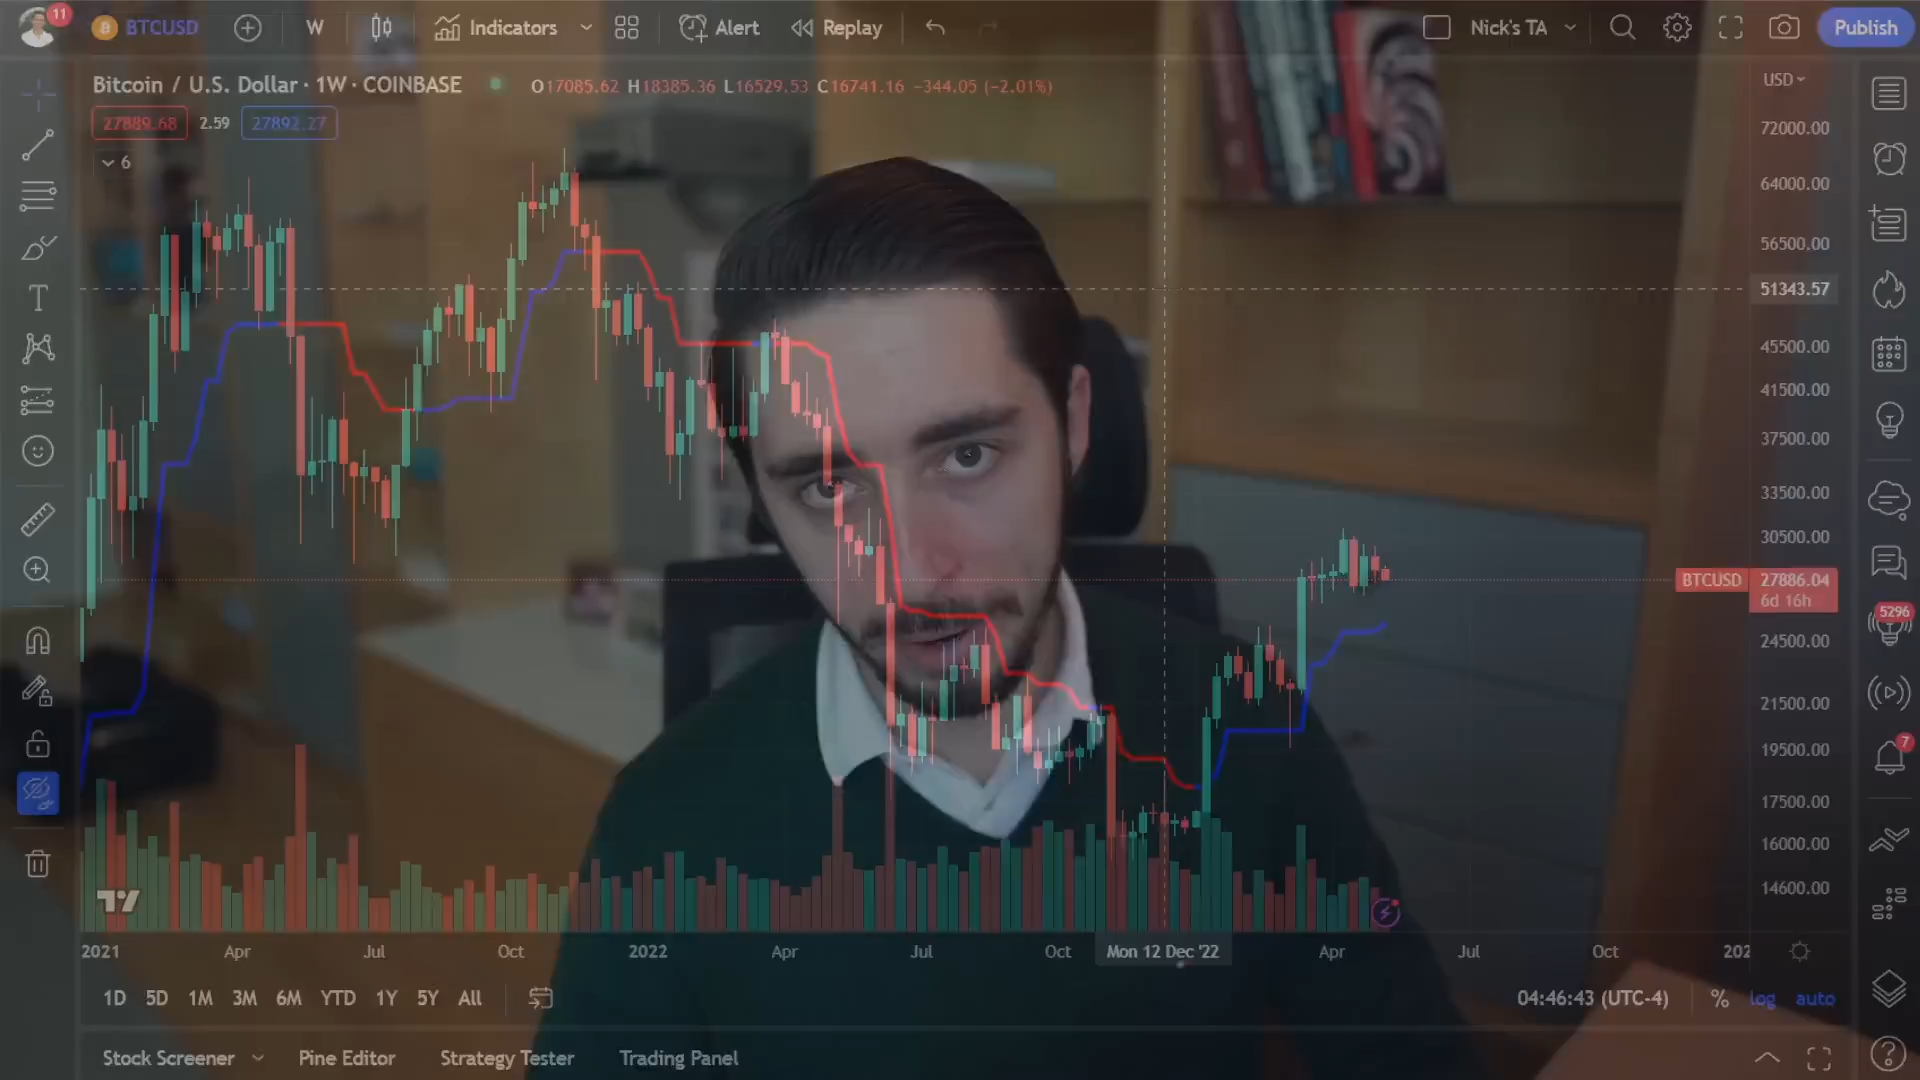 11
BTCUSD
W
Indicators
Alert
Replay
Nick's TA
Publish
Bitcoin / U.S. Dollar · 1W · COINBASE
O17085.62 H18385.36 L16529.53 C16741.16 −344.05 (−2.01%)
USD
27889.68 2.59 27892.27
6
72000.00
64000.00
56500.00
51343.57
45500.00
41500.00
37500.00
33500.00
30500.00
BTCUSD 27886.04
6d 16h
5296
24500.00
21500.00
7
19500.00
17500.00
16000.00
14600.00
2021 Apr Jul Oct 2022 Apr Jul Oct Mon 12 Dec '22 Apr Jul Oct 202
1D 5D 1M 3M 6M YTD 1Y 5Y All
04:46:43 (UTC-4) % log auto
Stock Screener Pine Editor Strategy Tester Trading Panel